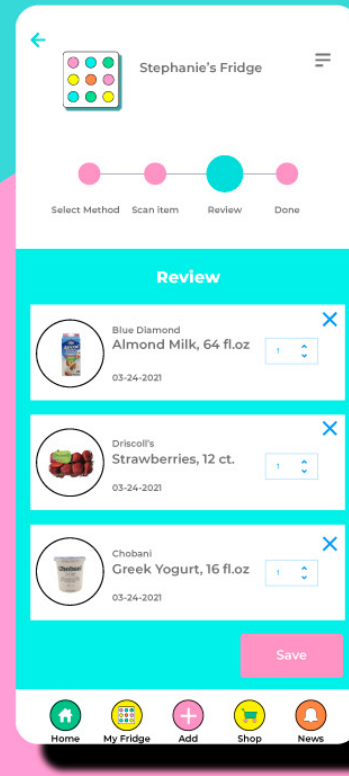 Stephanie's Fridge
Select Method Scan item Review Done
Review
Blue Diamond
Almond Milk, 64 fl.oz
1
03-24-2021
Driscoll's
Strawberries, 12 ct.
1
03-24-2021
Chobani
Chobani
Greek Yogurt, 16 fl.oz
1
03-24-2021
Save
Home My Fridge Add Shop News